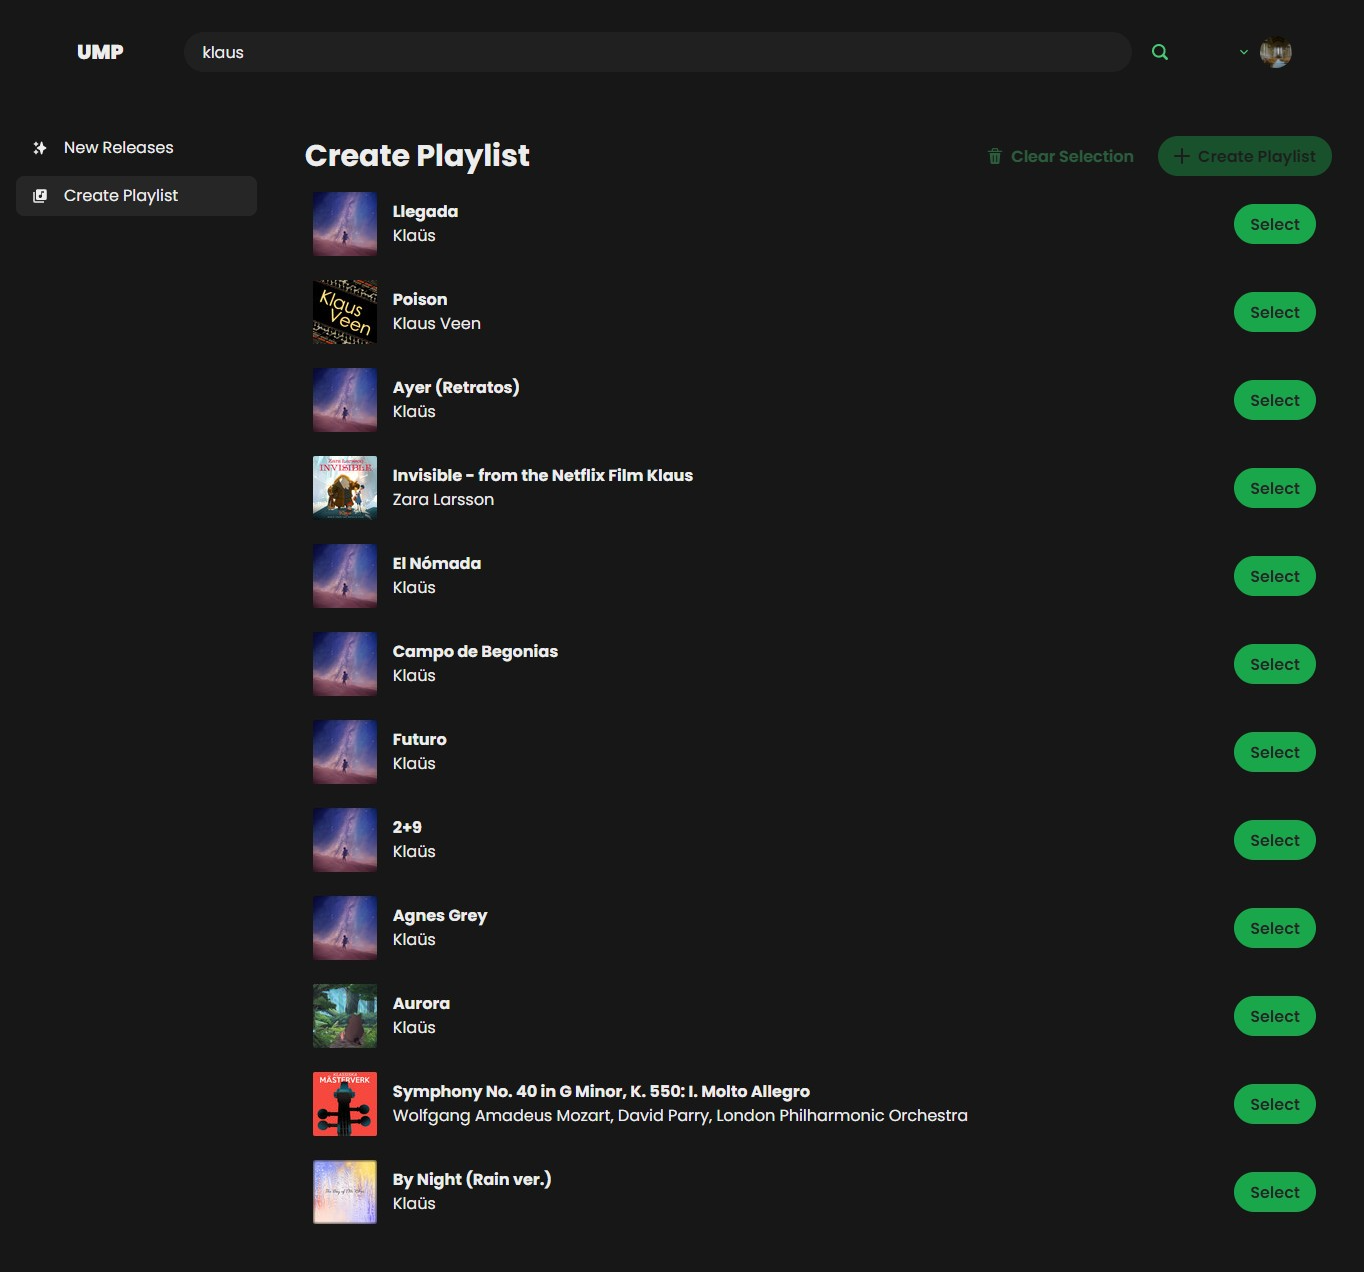 UMP
klaus
New Releases
Create Playlist
Create Playlist
Clear Selection
Create Playlist
Llegada
Klaüs
Select
Klaus
Veen
Poison
Klaus Veen
Select
Ayer (Retratos)
Klaüs
Select
INVISIBLE
Invisible - from the Netflix Film Klaus
Zara Larsson
Select
El Nómada
Klaüs
Select
Campo de Begonias
Klaüs
Select
Futuro
Klaüs
Select
2+9
Klaüs
Select
Agnes Grey
Klaüs
Select
Aurora
Klaüs
Select
MÄSTERVERK
Symphony No. 40 in G Minor, K. 550: I. Molto Allegro
Wolfgang Amadeus Mozart, David Parry, London Philharmonic Orchestra
Select
By Night (Rain ver.)
Klaüs
Select